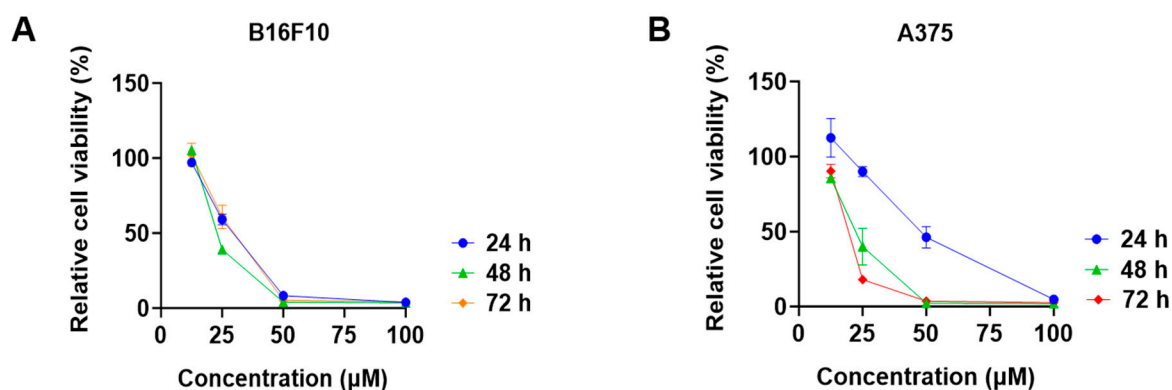 A
B16F10
Relative cell viability (%)
150
100
50
0
0
25
50
75
100
Concentration (μM)
24 h
48 h
72 h
B
A375
Relative cell viability (%)
150
100
50
0
0
25
50
75
100
Concentration (μM)
24 h
48 h
72 h